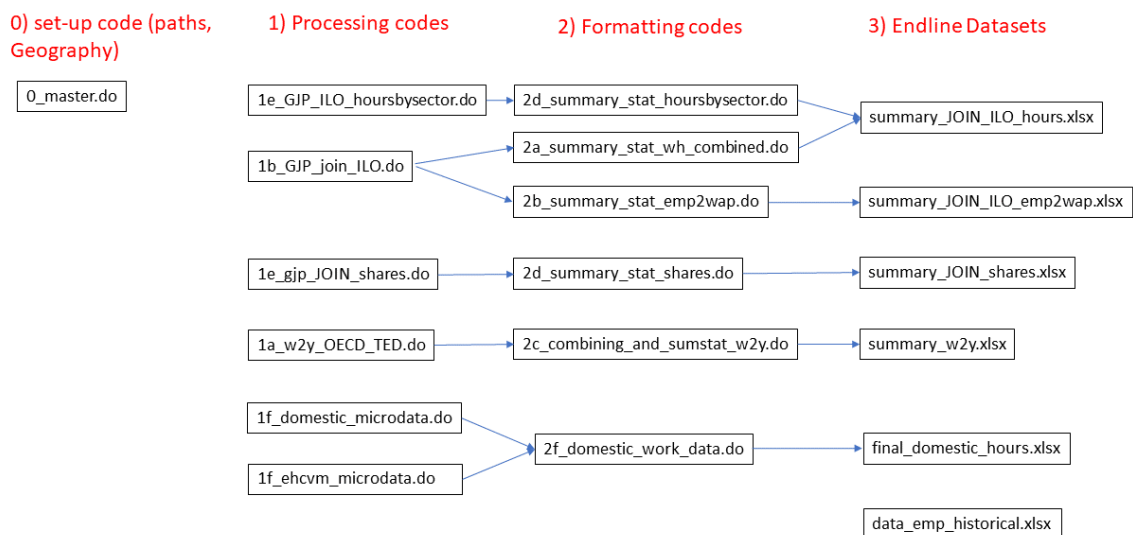 0) set-up code (paths,
Geography)
1) Processing codes
2) Formatting codes
3) Endline Datasets
0_master.do
1e_GJP_ILO_hoursbysector.do
2d_summary_stat_hoursbysector.do
summary_JOIN_ILO_hours.xlsx
1b_GJP_join_ILO.do
2a_summary_stat_wh_combined.do
2b_summary_stat_emp2wap.do
summary_JOIN_ILO_emp2wap.xlsx
1e_gjp_JOIN_shares.do
2d_summary_stat_shares.do
summary_JOIN_shares.xlsx
1a_w2y_OECD_TED.do
2c_combining_and_sumstat_w2y.do
summary_w2y.xlsx
1f_domestic_microdata.do
1f_ehcvm_microdata.do
2f_domestic_work_data.do
final_domestic_hours.xlsx
data_emp_historical.xlsx